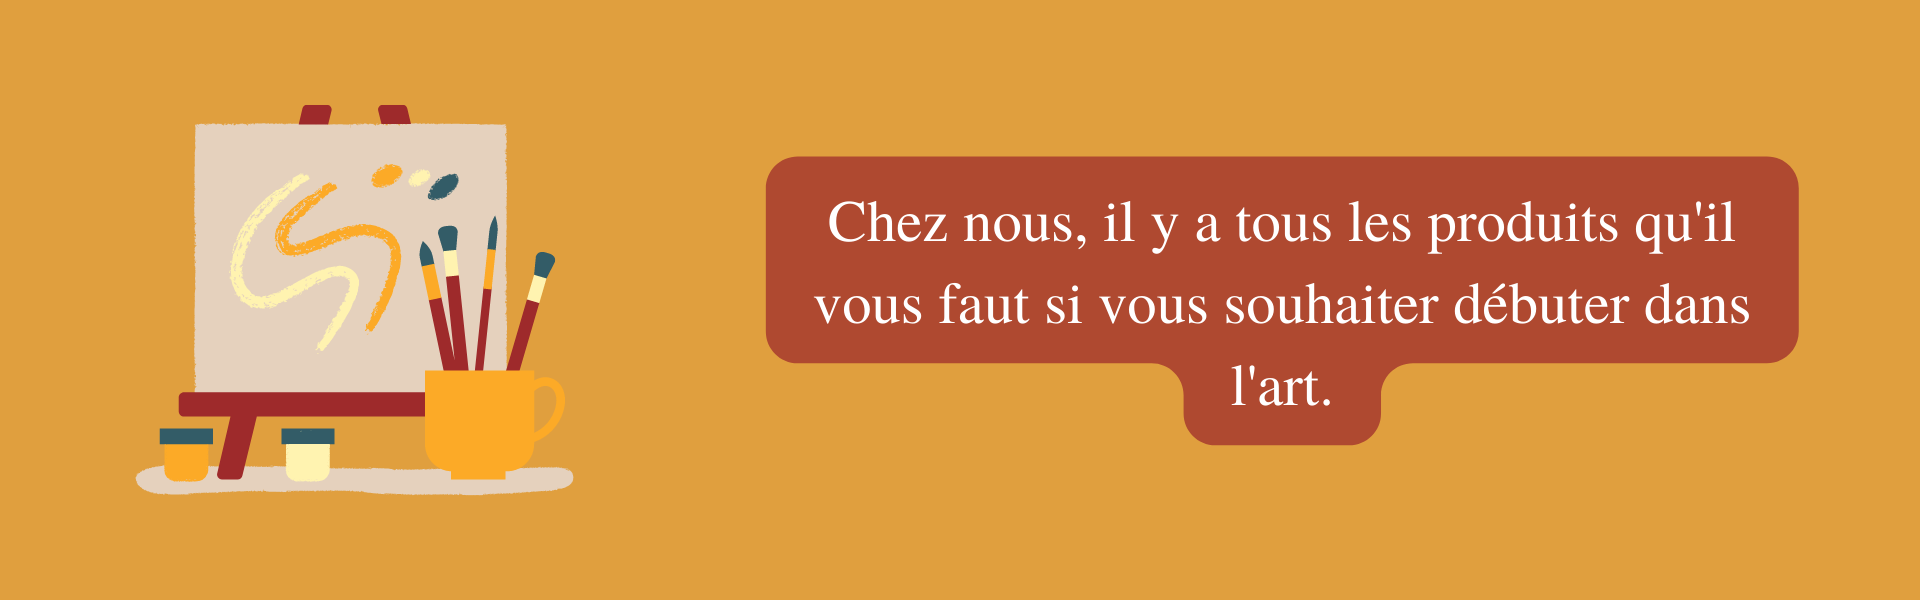 Chez nous, il y a tous les produits qu'il
vous faut si vous souhaiter débuter dans
l'art.